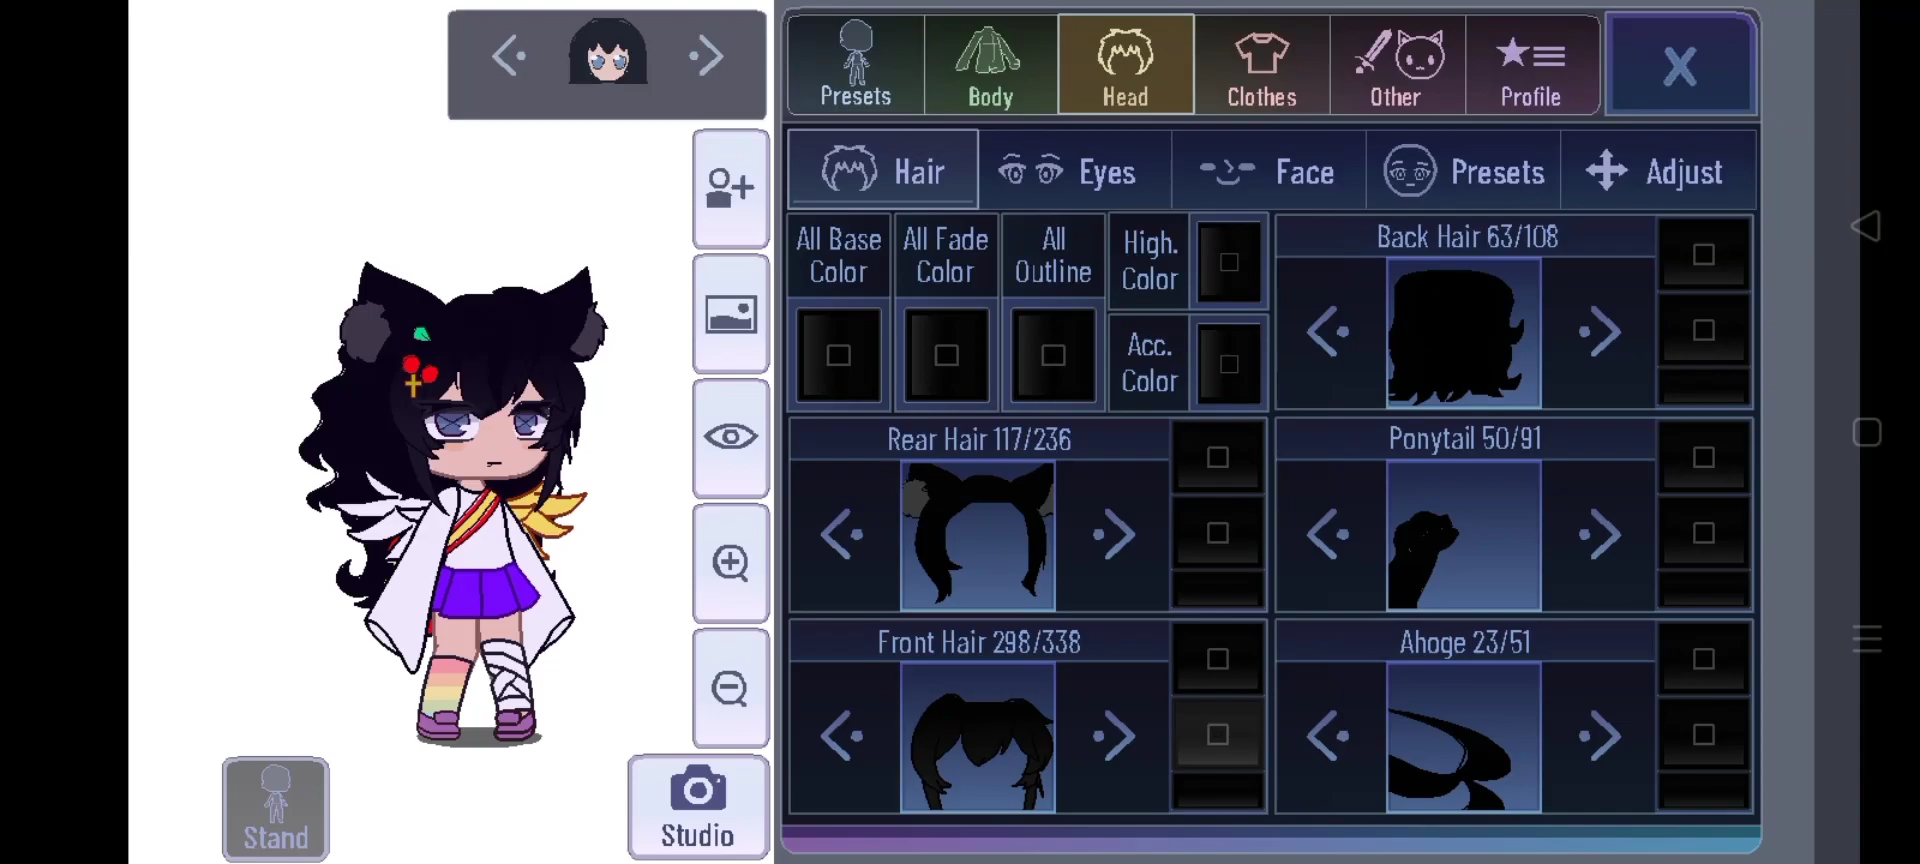 Presets
Body
Head
Clothes
Other
Profile
X
Hair
Eyes
Face
Presets
Adjust
All Base
Color
All Fade
Color
All
Outline
High.
Color
Acc.
Color
Back Hair 63/108
Rear Hair 117/236
Ponytail 50/91
Front Hair 298/338
Ahoge 23/51
Stand
Studio